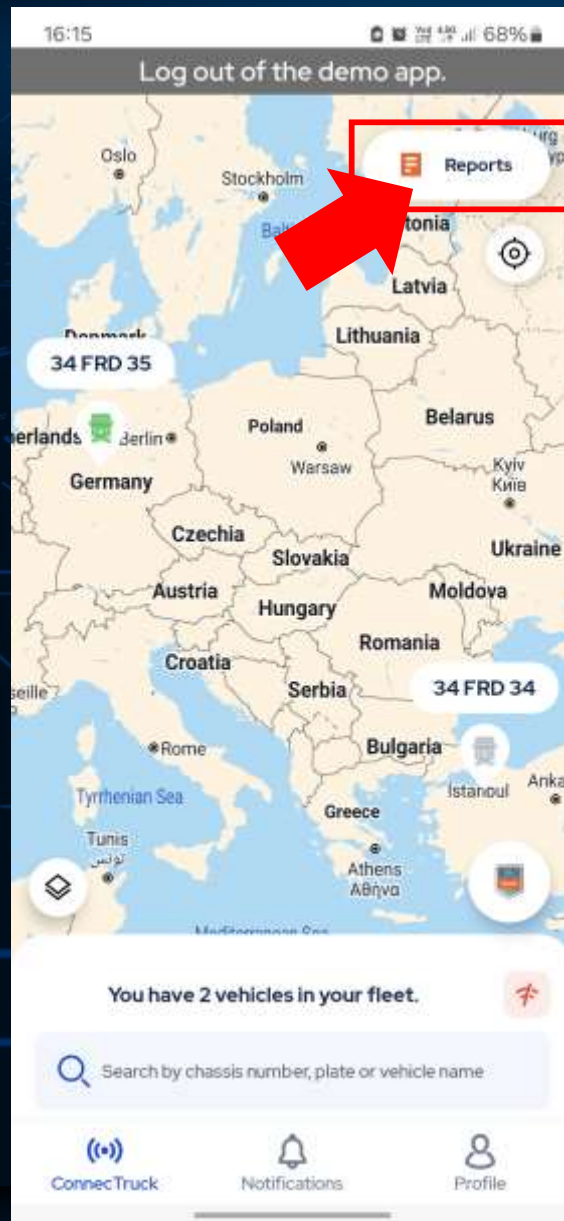 16:15
68%
Log out of the demo app.
Oslo
Stockholm
Reports
Latvia
Lithuania
34 FRD 35
Berlin
Poland
Belarus
Warsaw
Germany
Kyiv
Київ
Czechia
Slovakia
Ukraine
Austria
Hungary
Moldova
Romania
Croatia
Serbia
34 FRD 34
Rome
Bulgaria
Tyrrhenian Sea
Greece
Tunis
تونس
Athens
Αθήνα
You have 2 vehicles in your fleet.
Search by chassis number, plate or vehicle name
ConnecTruck
Notifications
Profile